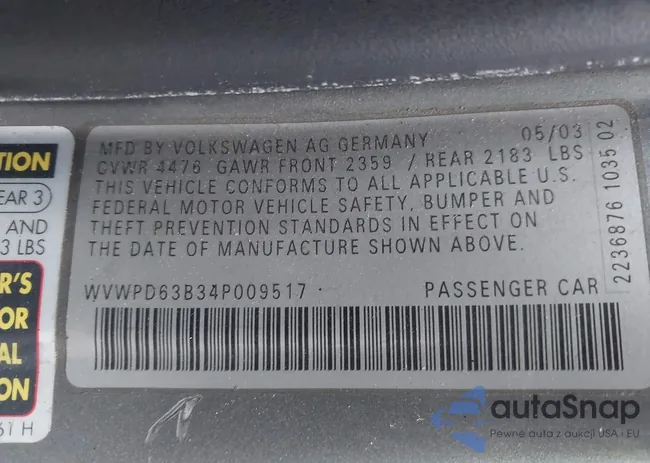 MFD BY VOLKSWAGEN AG GERMANY 05/03
GVWR 4476 GAWR FRONT 2359 / REAR 2183 LBS
THIS VEHICLE CONFORMS TO ALL APPLICABLE U.S.
FEDERAL MOTOR VEHICLE SAFETY, BUMPER AND
THEFT PREVENTION STANDARDS IN EFFECT ON
THE DATE OF MANUFACTURE SHOWN ABOVE.
WVWPD63B34P009517 PASSENGER CAR
2236876 1035 02
TION
EAR 3
AND
3 LBS
R'S
OR
AL
ON
61 H
autaSnap
Pewne auta z aukcji USA i EU